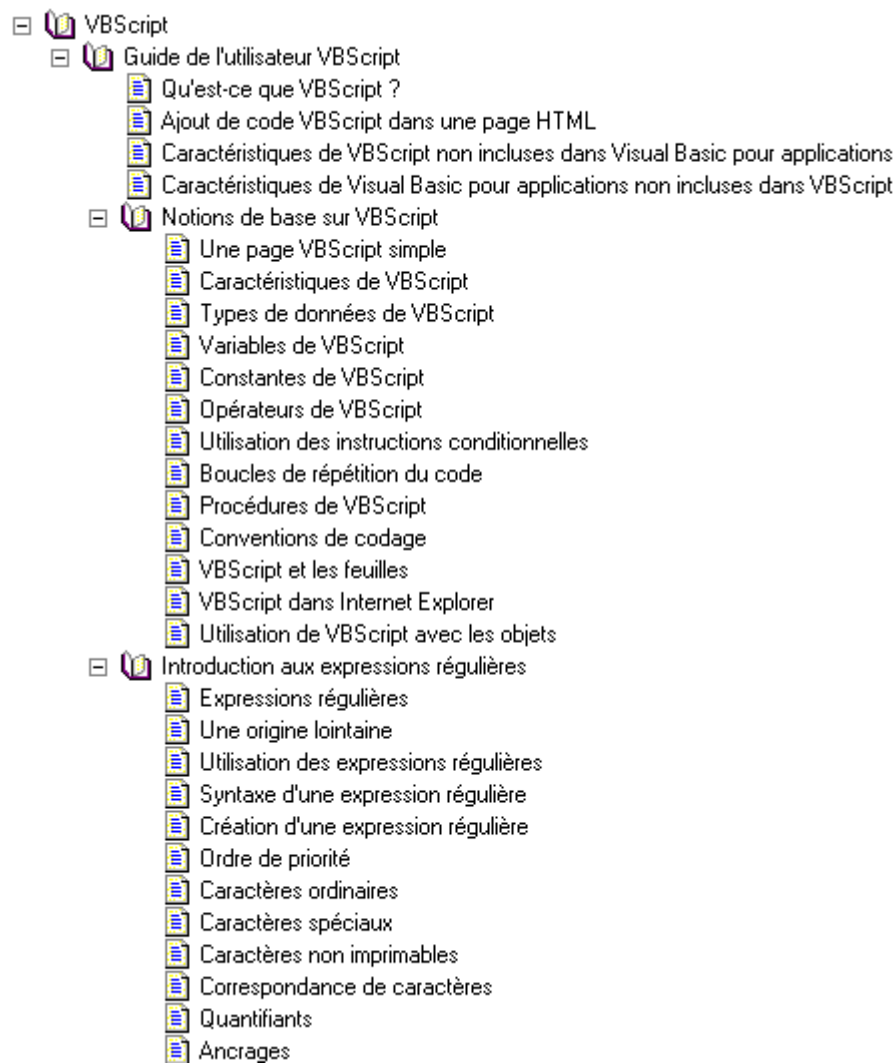 VBScript
Guide de l'utilisateur VBScript
Qu'est-ce que VBScript ?
Ajout de code VBScript dans une page HTML
Caractéristiques de VBScript non incluses dans Visual Basic pour applications
Caractéristiques de Visual Basic pour applications non incluses dans VBScript
Notions de base sur VBScript
Une page VBScript simple
Caractéristiques de VBScript
Types de données de VBScript
Variables de VBScript
Constantes de VBScript
Opérateurs de VBScript
Utilisation des instructions conditionnelles
Boucles de répétition du code
Procédures de VBScript
Conventions de codage
VBScript et les feuilles
VBScript dans Internet Explorer
Utilisation de VBScript avec les objets
Introduction aux expressions régulières
Expressions régulières
Une origine lointaine
Utilisation des expressions régulières
Syntaxe d'une expression régulière
Création d'une expression régulière
Ordre de priorité
Caractères ordinaires
Caractères spéciaux
Caractères non imprimables
Correspondance de caractères
Quantifiants
Ancrages